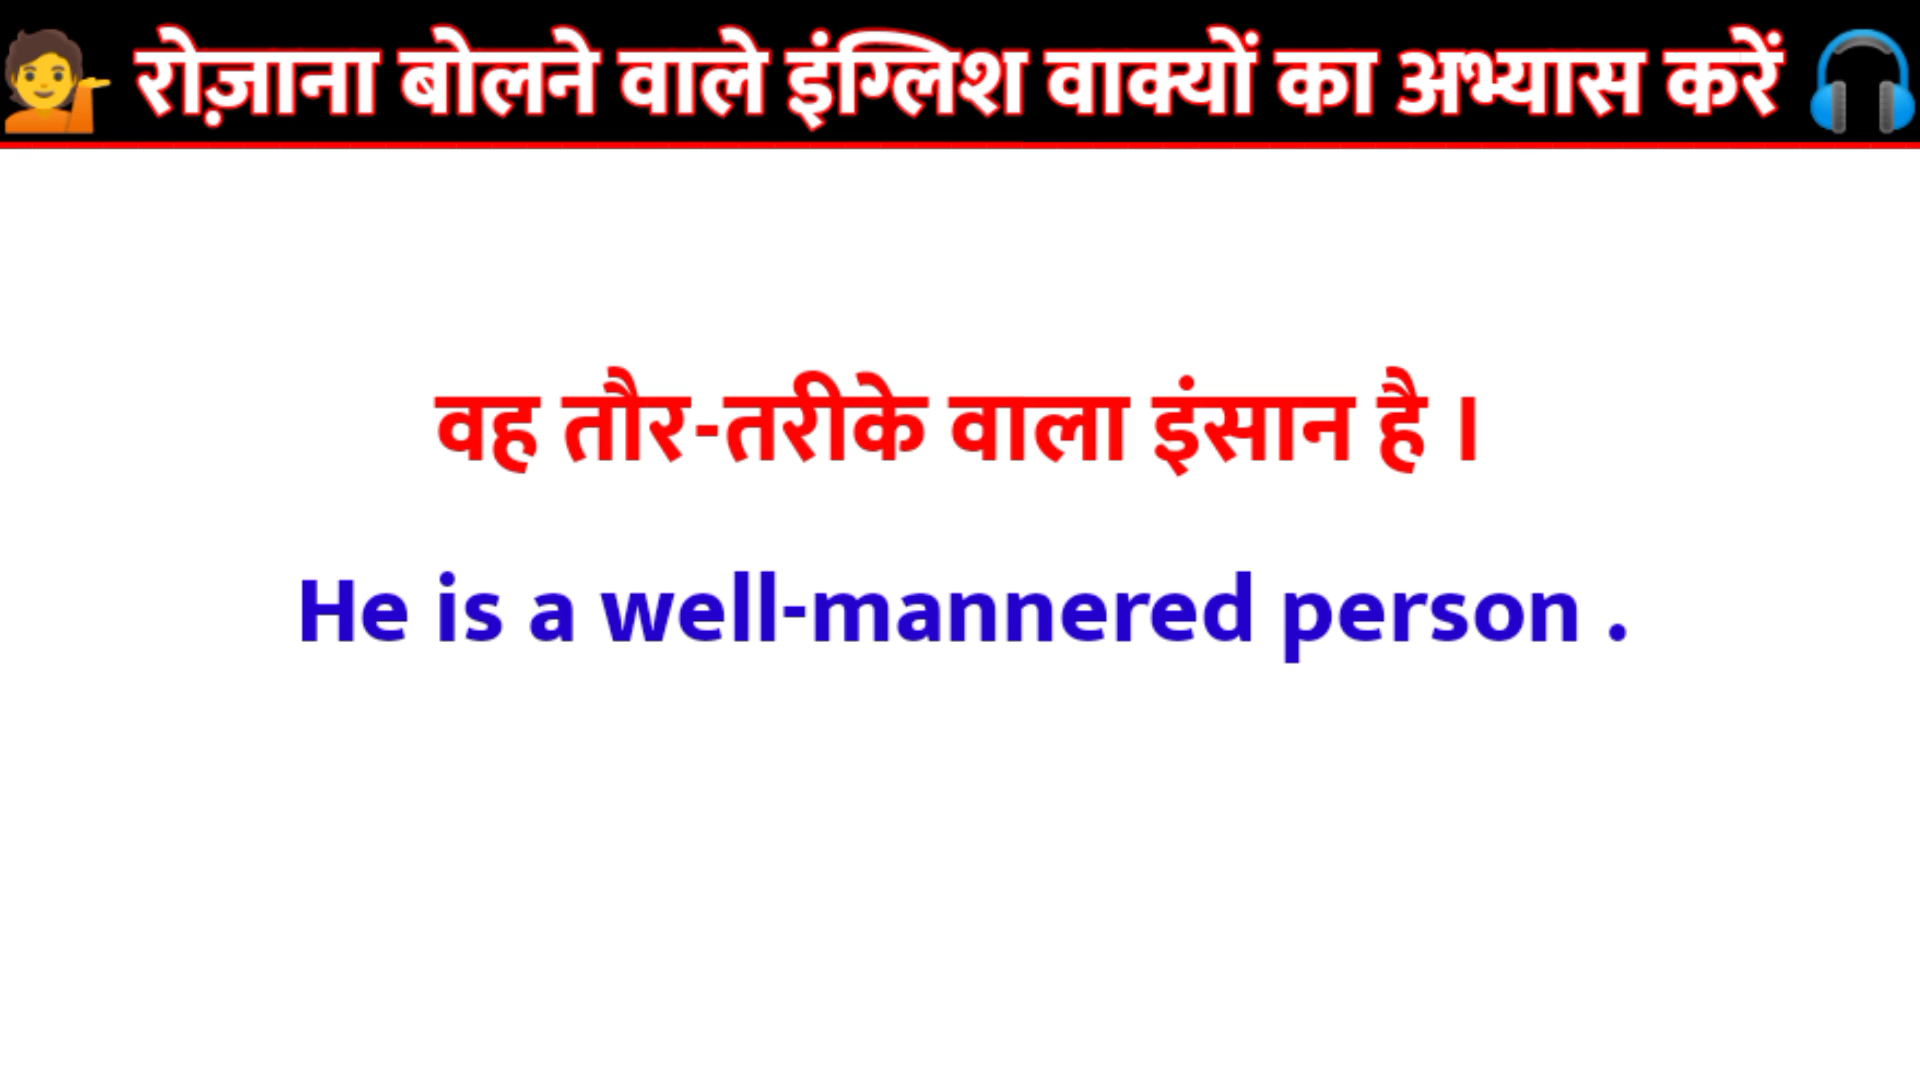 रोज़ाना बोलने वाले इंग्लिश वाक्यों का अभ्यास करें
वह तौर-तरीके वाला इंसान है ।
He is a well-mannered person .